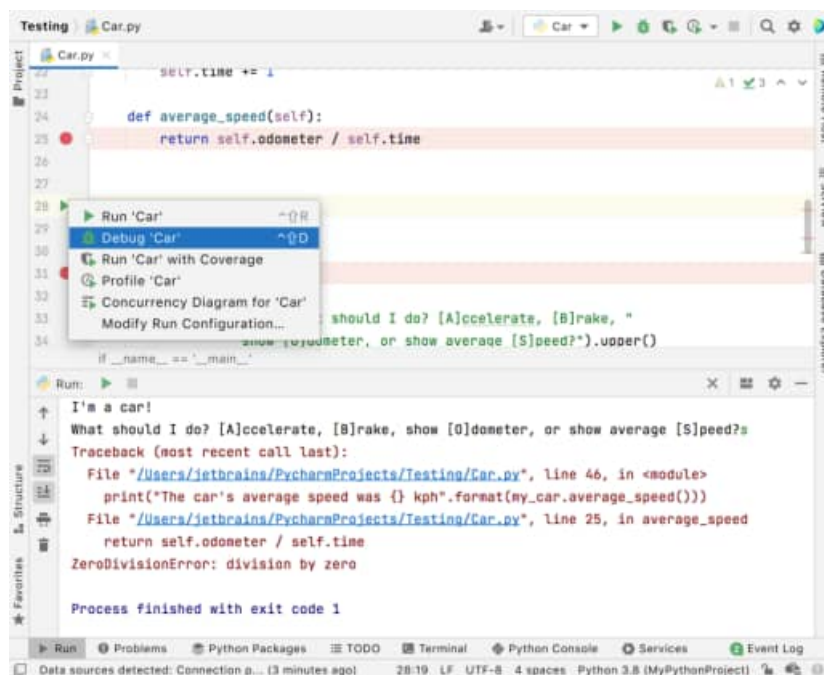 Testing Car.py
Car
Car.py
Project
22 self.time += 1
1 3
23
24 def average_speed(self):
25 return self.odometer / self.time
26
27
28
Run 'Car' ^⇧R
29
Debug 'Car' ^⇧D
30
Run 'Car' with Coverage
31
Profile 'Car'
32
Concurrency Diagram for 'Car'
33 should I do? [A]ccelerate, [B]rake, "
Modify Run Configuration...
34 show [O]dometer, or show average [S]peed?").upper()
if __name__ == '__main__'
Run:
I'm a car!
What should I do? [A]ccelerate, [B]rake, show [O]dometer, or show average [S]peed?s
Traceback (most recent call last):
File "/Users/jetbrains/PycharmProjects/Testing/Car.py", line 46, in <module>
print("The car's average speed was {} kph".format(my_car.average_speed()))
File "/Users/jetbrains/PycharmProjects/Testing/Car.py", line 25, in average_speed
return self.odometer / self.time
ZeroDivisionError: division by zero
Process finished with exit code 1
Structure
Favorites
Run Problems Python Packages TODO Terminal Python Console Services Event Log
Data sources detected: Connection p... (3 minutes ago) 28:19 LF UTF-8 4 spaces Python 3.8 (MyPythonProject)